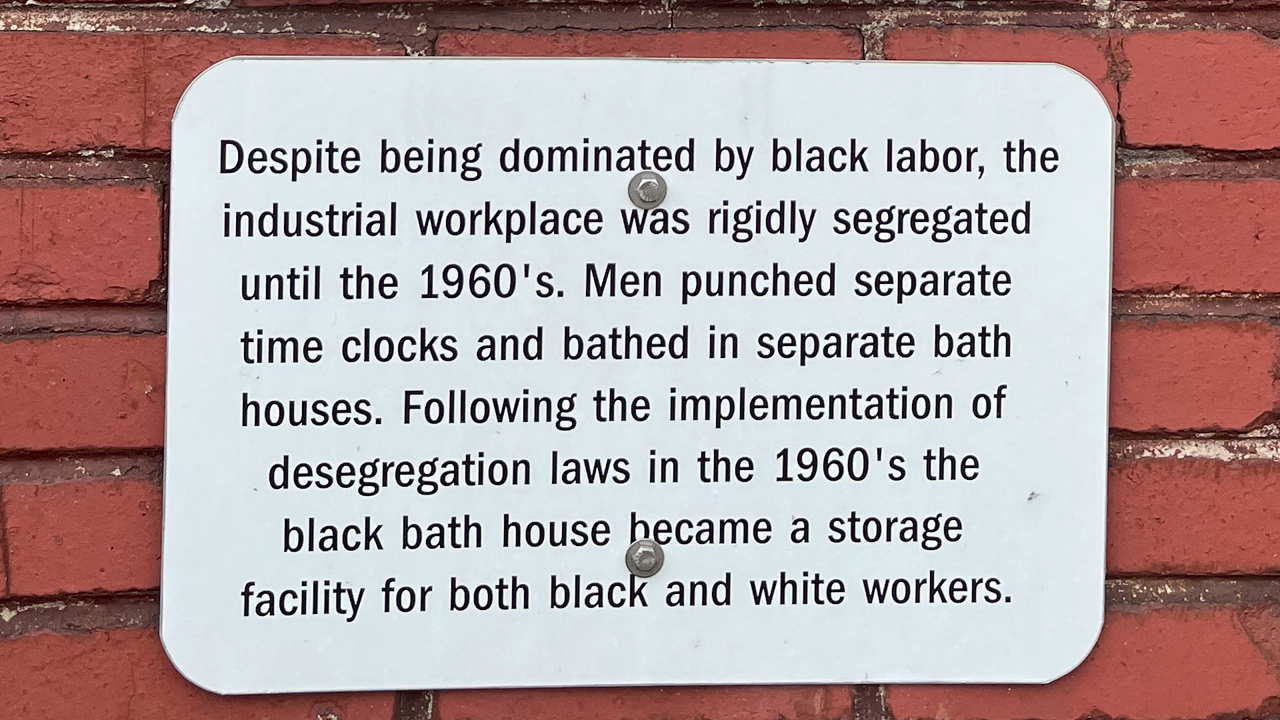 Despite being dominated by black labor, the
industrial workplace was rigidly segregated
until the 1960's. Men punched separate
time clocks and bathed in separate bath
houses. Following the implementation of
desegregation laws in the 1960's the
black bath house became a storage
facility for both black and white workers.